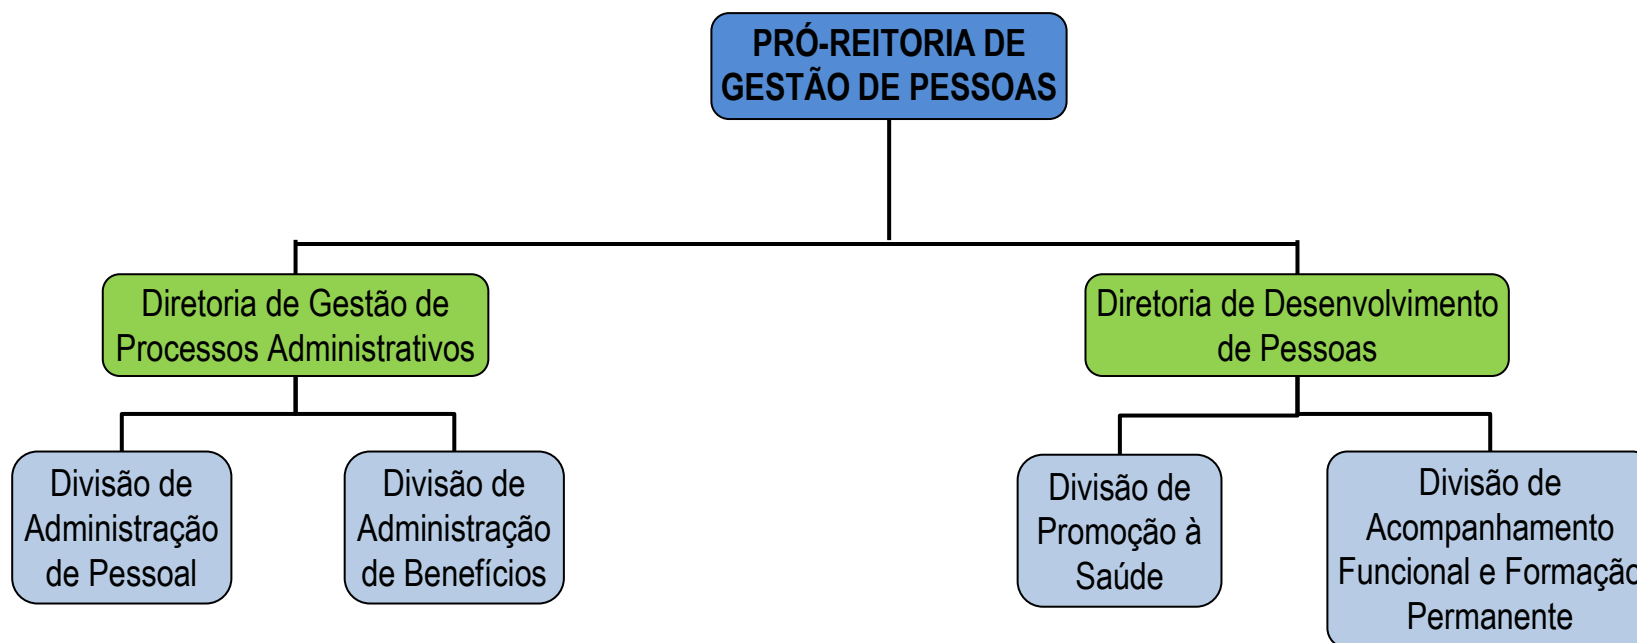 PRÓ-REITORIA DE
GESTÃO DE PESSOAS
Diretoria de Gestão de
Processos Administrativos
Diretoria de Desenvolvimento
de Pessoas
Divisão de
Administração
de Pessoal
Divisão de
Administração
de Benefícios
Divisão de
Promoção à
Saúde
Divisão de
Acompanhamento
Funcional e Formação
Permanente